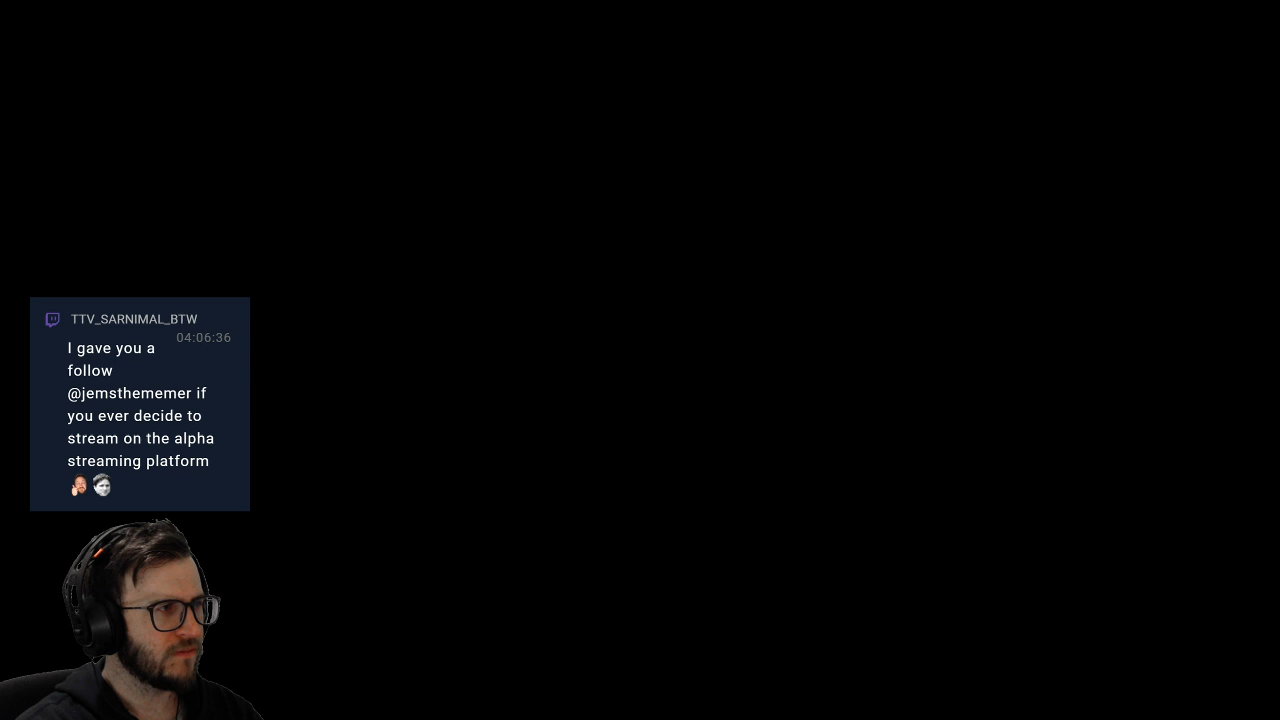 TTV_SARNIMAL_BTW
04:06:36
I gave you a
follow
@jemsthememer if
you ever decide to
stream on the alpha
streaming platform